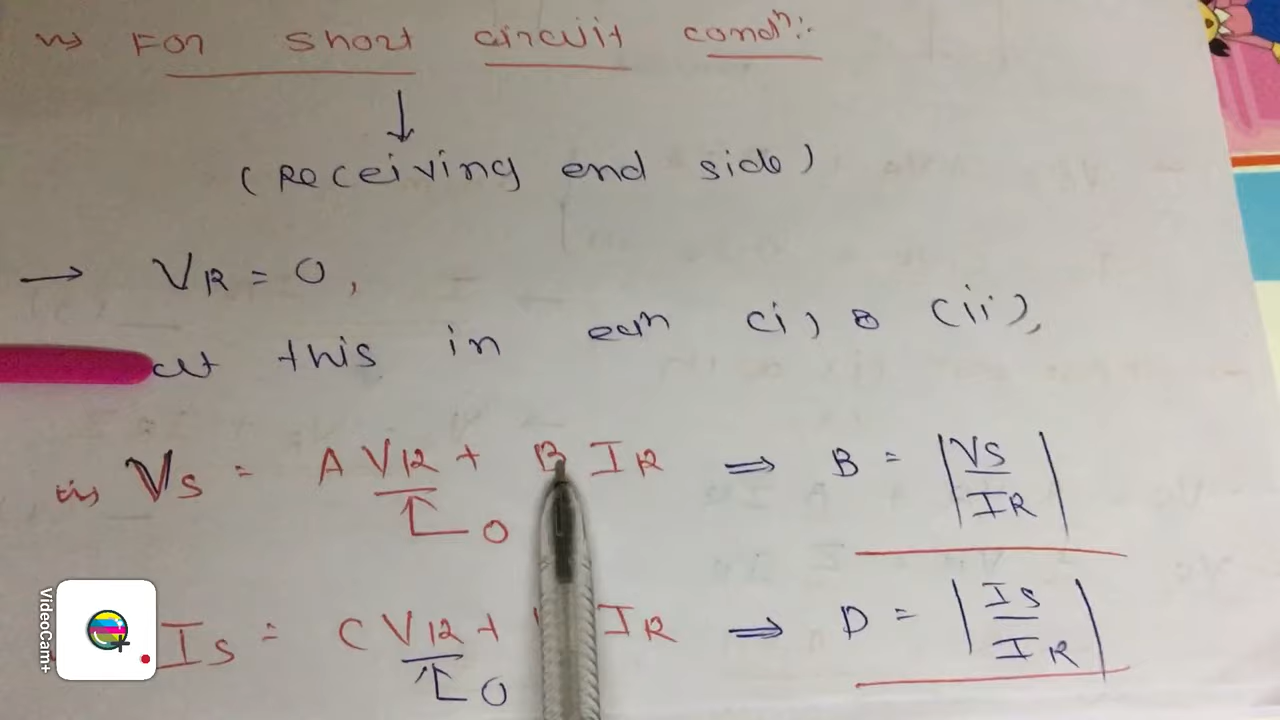 For short circuit condⁿ:-
(Receiving end side)
→ VR = 0,
this in eqn (i) & (ii),
Vs = A VR + B IR ⇒ B = |Vs/IR|
0
Is = C VR + IR ⇒ D = |Is/IR|
0
VideoCam+